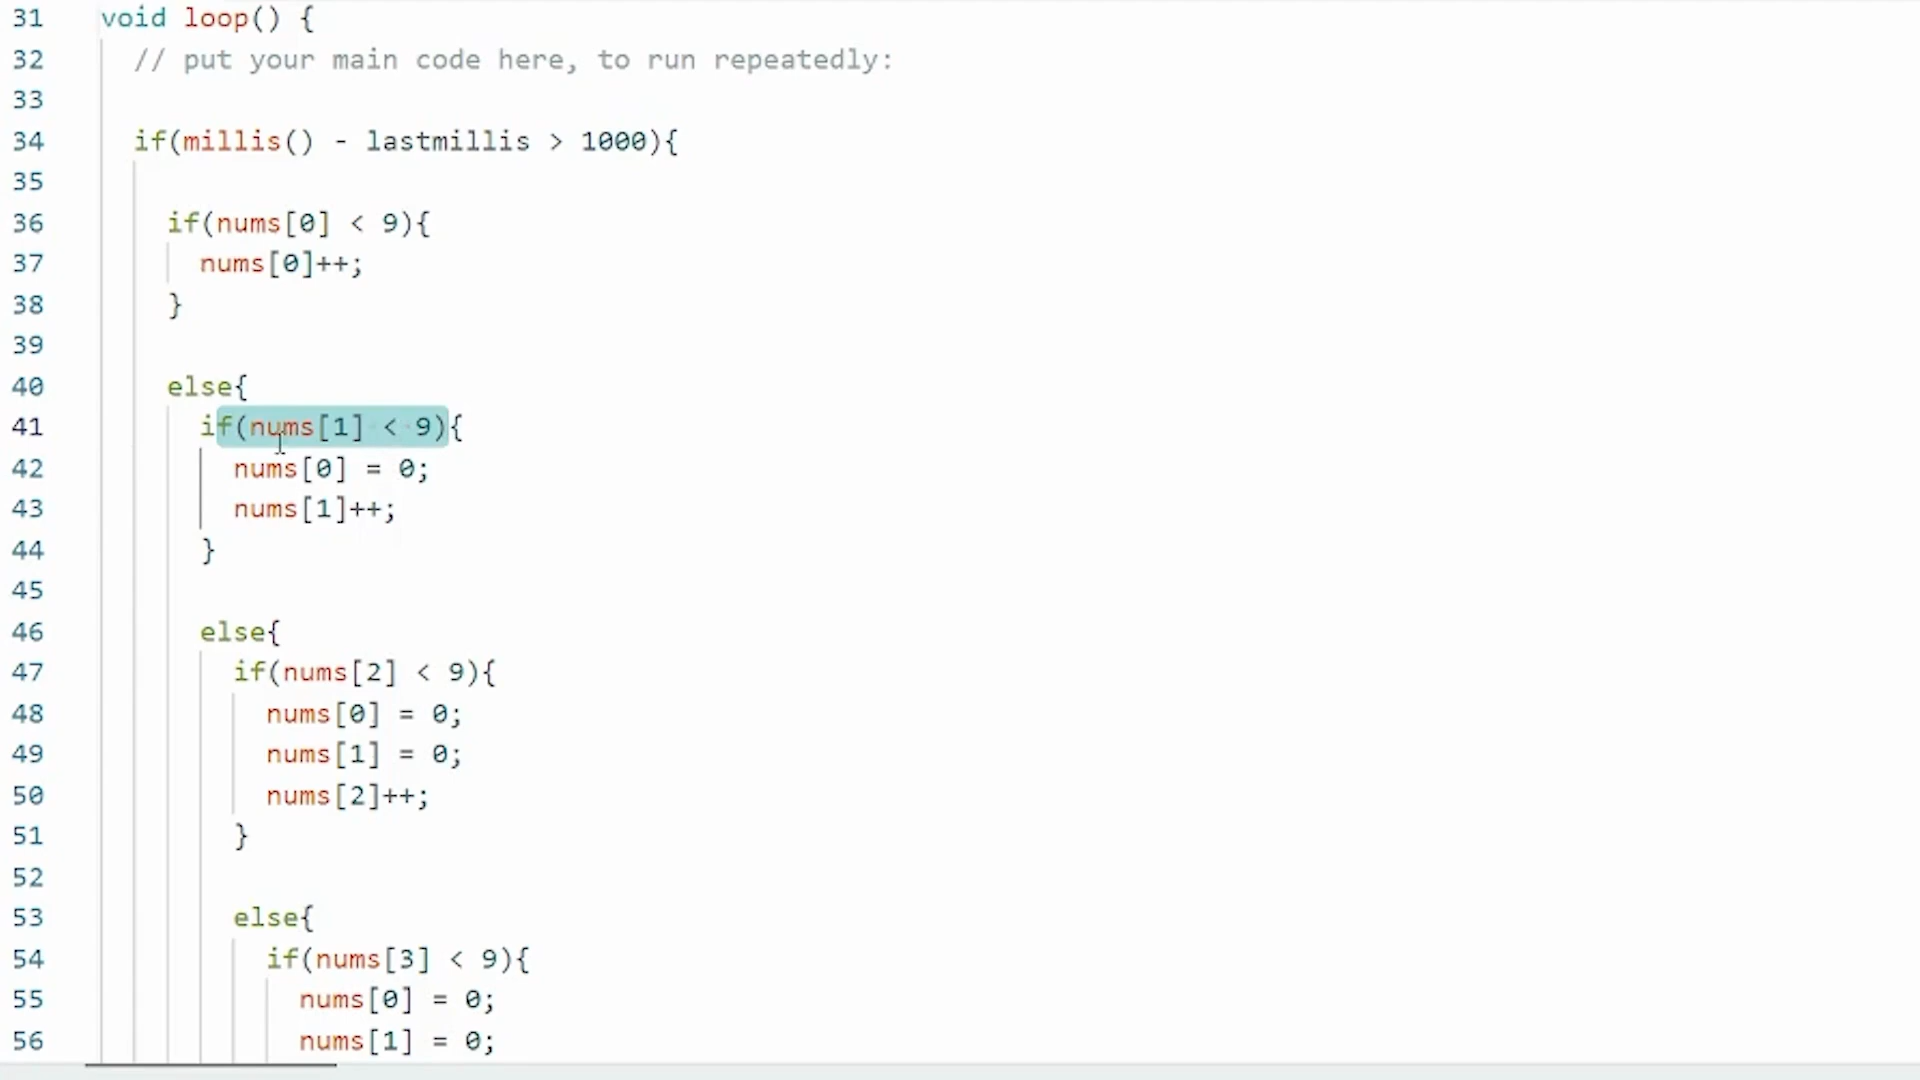 31 void loop() {
32 // put your main code here, to run repeatedly:
33
34 if(millis() - lastmillis > 1000){
35
36 if(nums[0] < 9){
37 nums[0]++;
38 }
39
40 else{
41 if(nums[1] < 9){
42 nums[0] = 0;
43 nums[1]++;
44 }
45
46 else{
47 if(nums[2] < 9){
48 nums[0] = 0;
49 nums[1] = 0;
50 nums[2]++;
51 }
52
53 else{
54 if(nums[3] < 9){
55 nums[0] = 0;
56 nums[1] = 0;